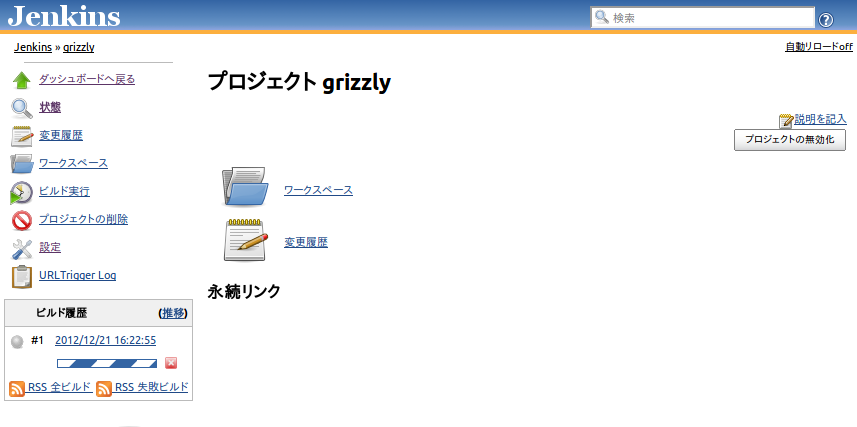 Jenkins
検索
Jenkins » grizzly
自動リロードoff
ダッシュボードへ戻る
状態
変更履歴
ワークスペース
ビルド実行
プロジェクトの削除
設定
URLTrigger Log
ビルド履歴 (推移)
#1 2012/12/21 16:22:55
RSS 全ビルド RSS 失敗ビルド
プロジェクト grizzly
説明を記入
プロジェクトの無効化
ワークスペース
変更履歴
永続リンク